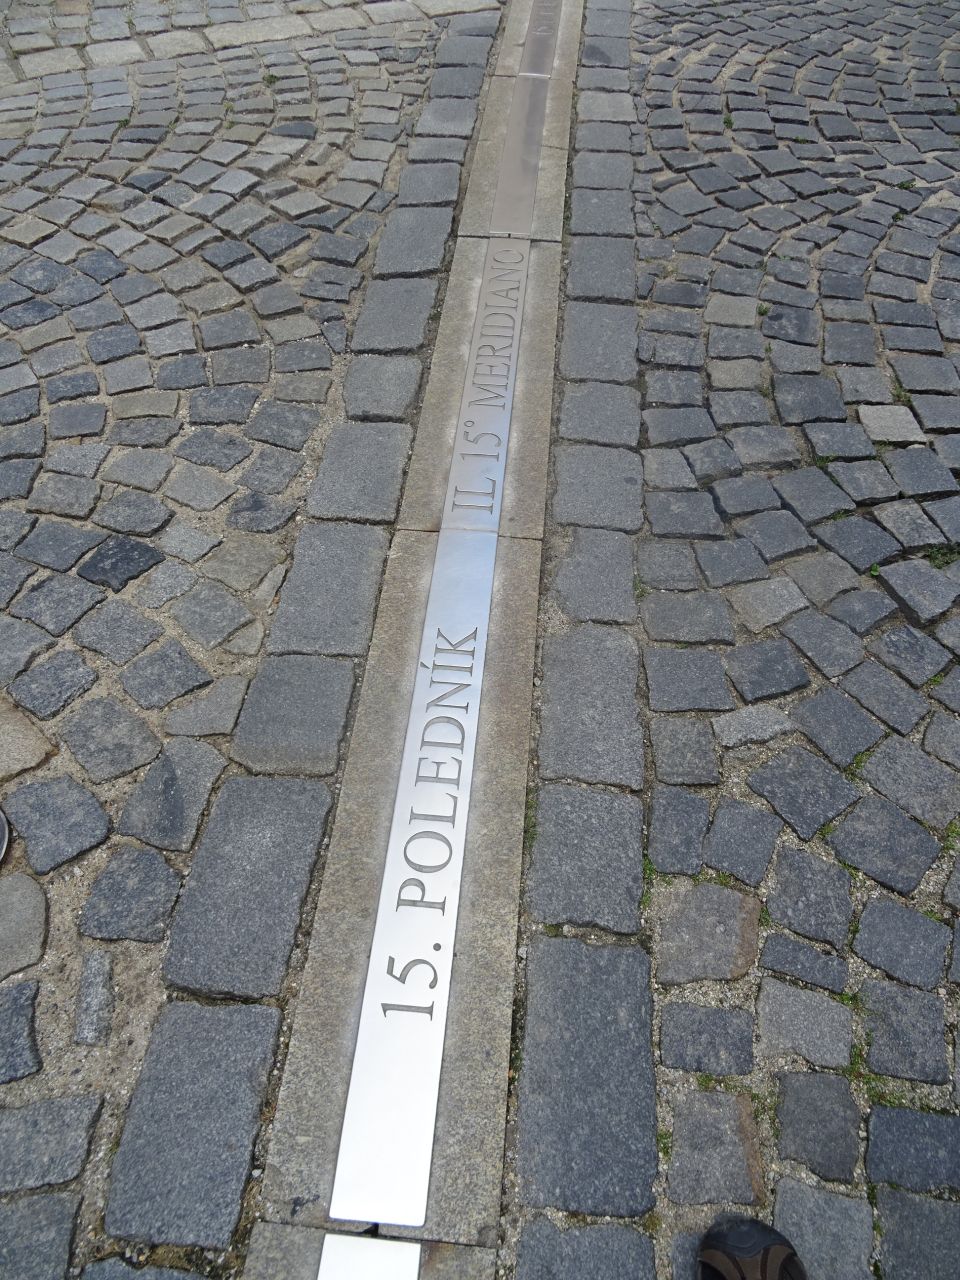 15. POLEDNÍK
IL 15° MERIDIANO